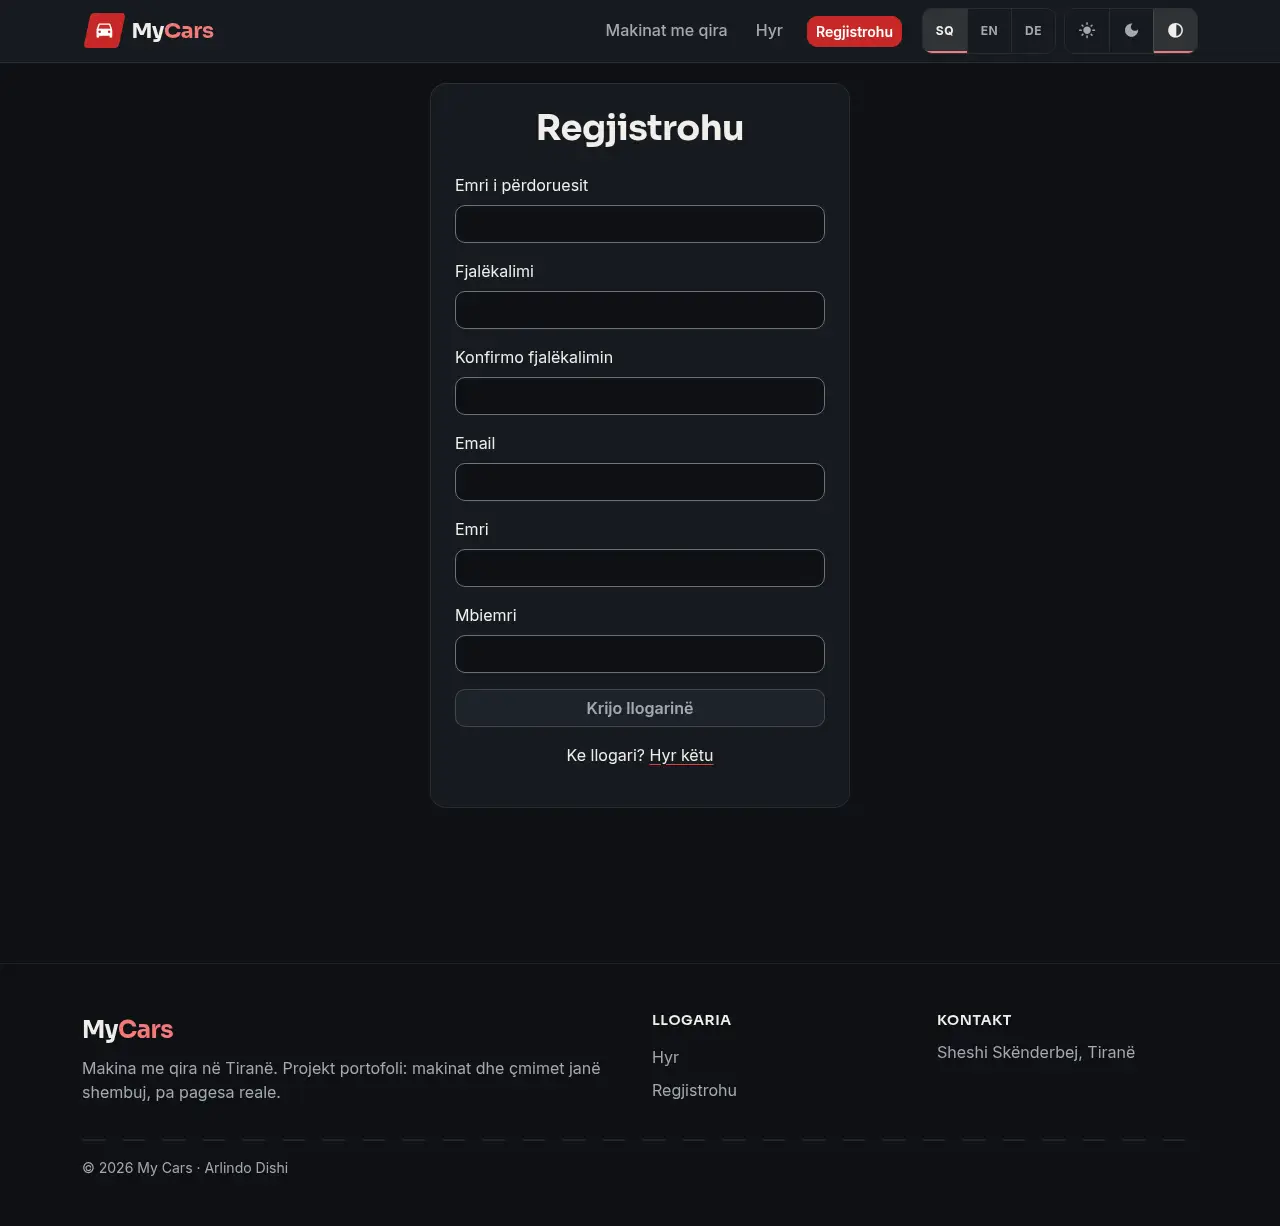 MyCars
Makinat me qira
Hyr
Regjistrohu
SQ
EN
DE
Regjistrohu
Emri i përdoruesit
Fjalëkalimi
Konfirmo fjalëkalimin
Email
Emri
Mbiemri
Krijo llogarinë
Ke llogari? Hyr këtu
MyCars
Makina me qira në Tiranë. Projekt portofoli: makinat dhe çmimet janë
shembuj, pa pagesa reale.
LLOGARIA
Hyr
Regjistrohu
KONTAKT
Sheshi Skënderbej, Tiranë
© 2026 My Cars · Arlindo Dishi